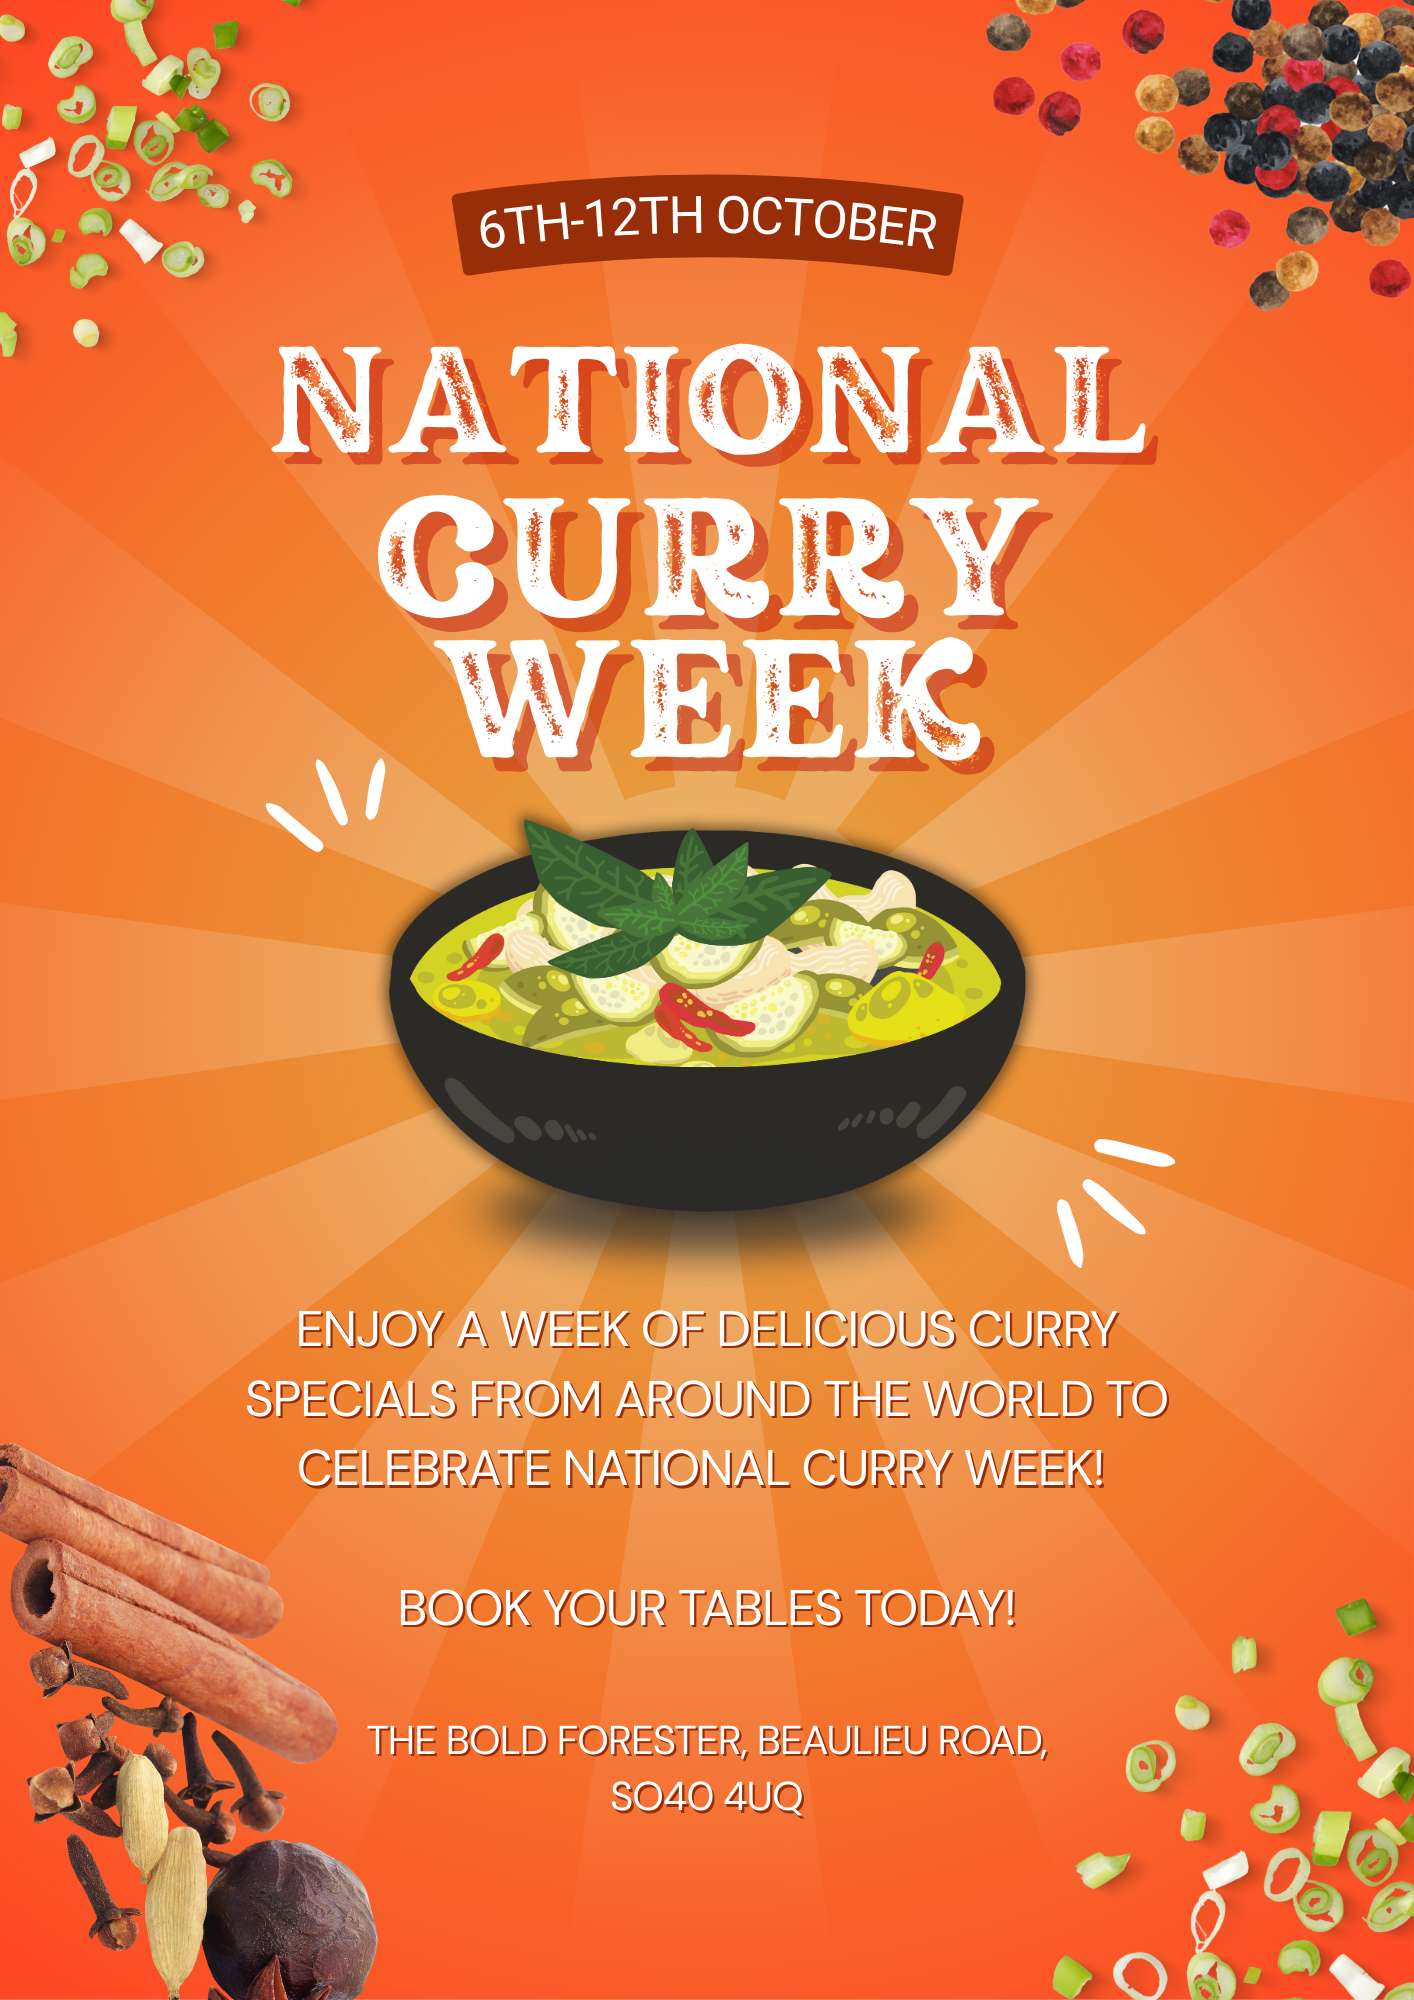 6TH-12TH OCTOBER
NATIONAL
CURRY
WEEK
ENJOY A WEEK OF DELICIOUS CURRY
SPECIALS FROM AROUND THE WORLD TO
CELEBRATE NATIONAL CURRY WEEK!
BOOK YOUR TABLES TODAY!
THE BOLD FORESTER, BEAULIEU ROAD,
SO40 4UQ